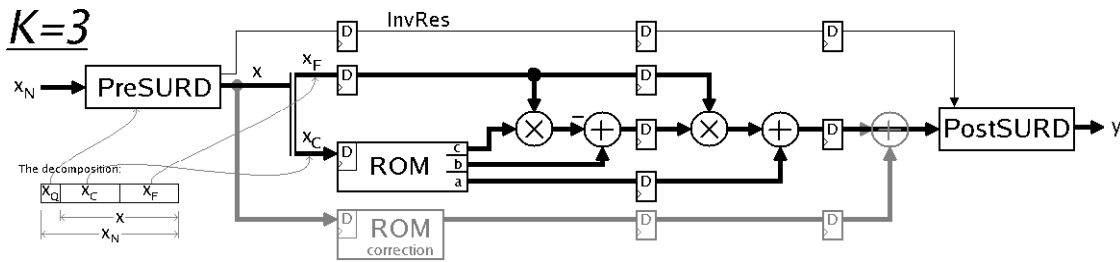 K=3
InvRes
D D D
x_N PreSURD x x_F D D D
c b a
x_C D ROM
PostSURD y
The decomposition:
x_Q x_C x_F
x
x_N
D D D
D ROM correction D D